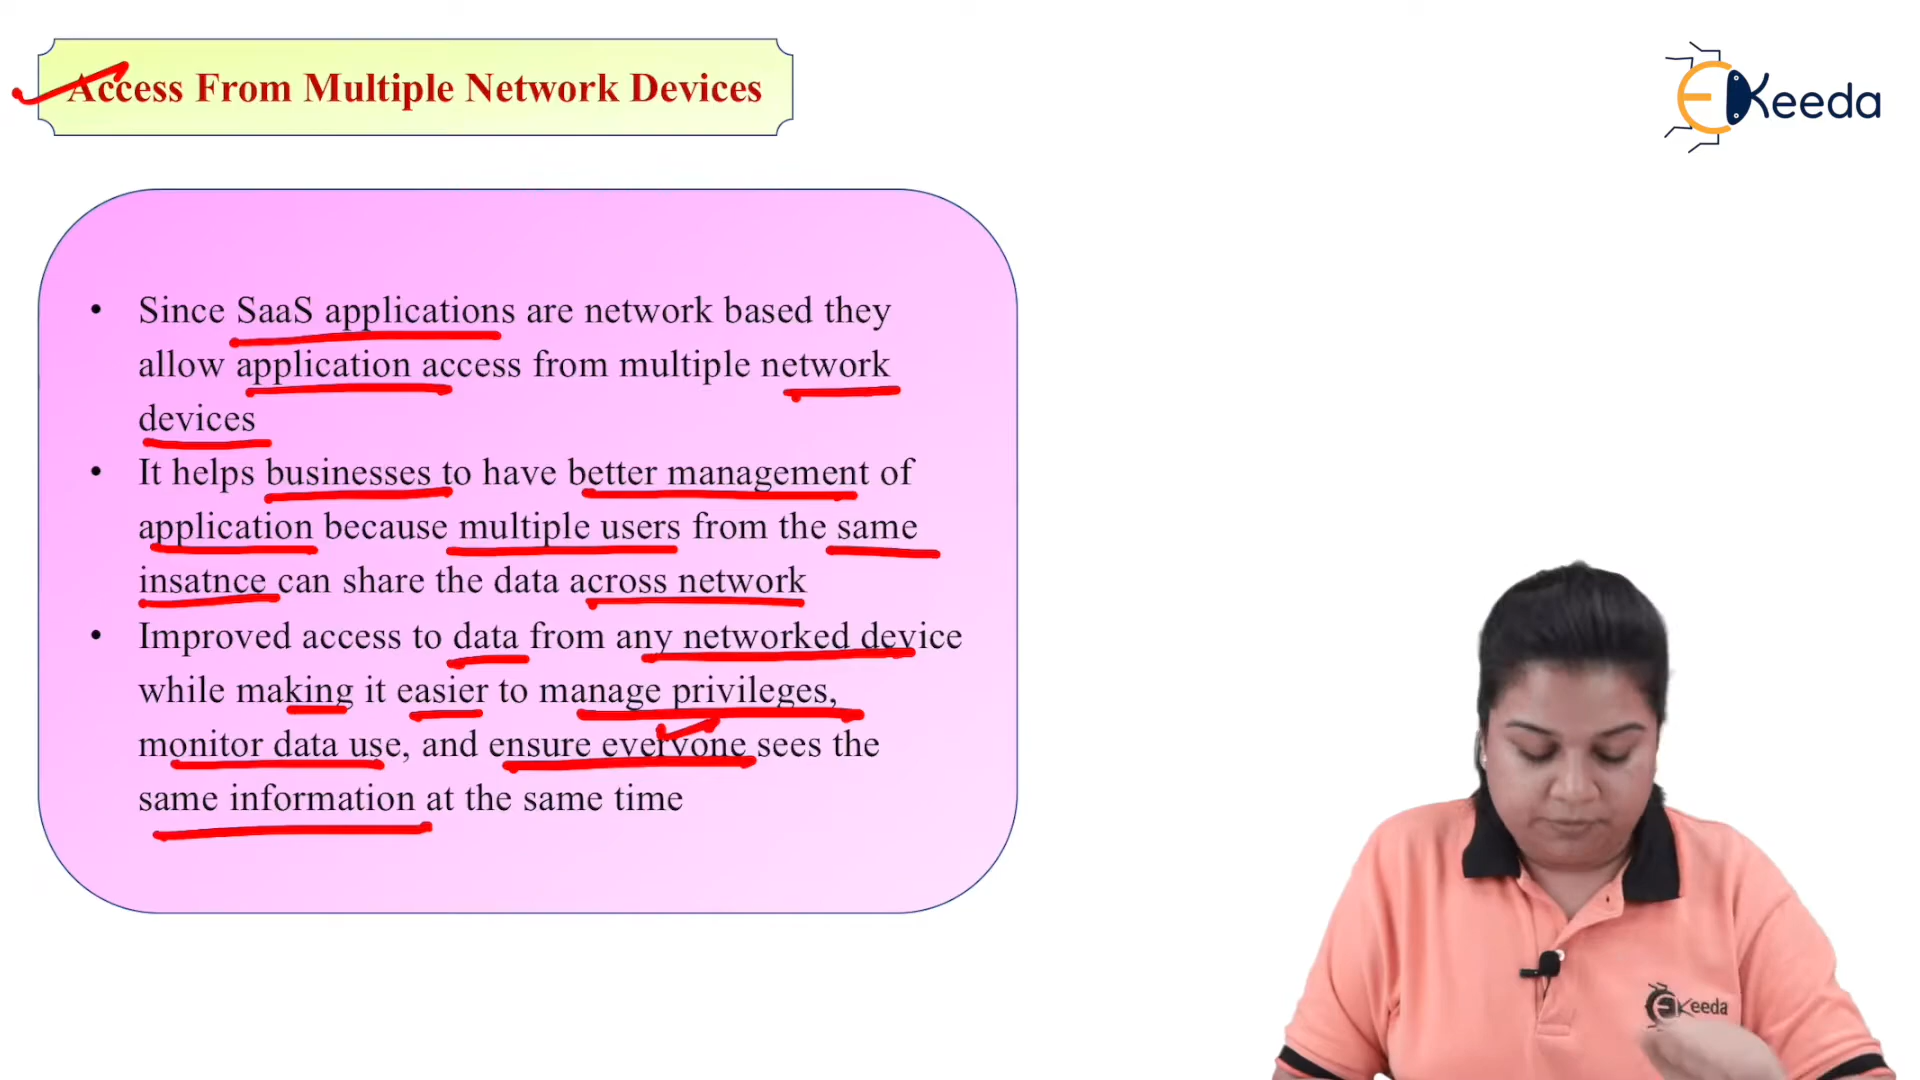 Access From Multiple Network Devices
EKeeda
• Since SaaS applications are network based they
allow application access from multiple network
devices
• It helps businesses to have better management of
application because multiple users from the same
insatnce can share the data across network
• Improved access to data from any networked device
while making it easier to manage privileges,
monitor data use, and ensure everyone sees the
same information at the same time
EKeeda